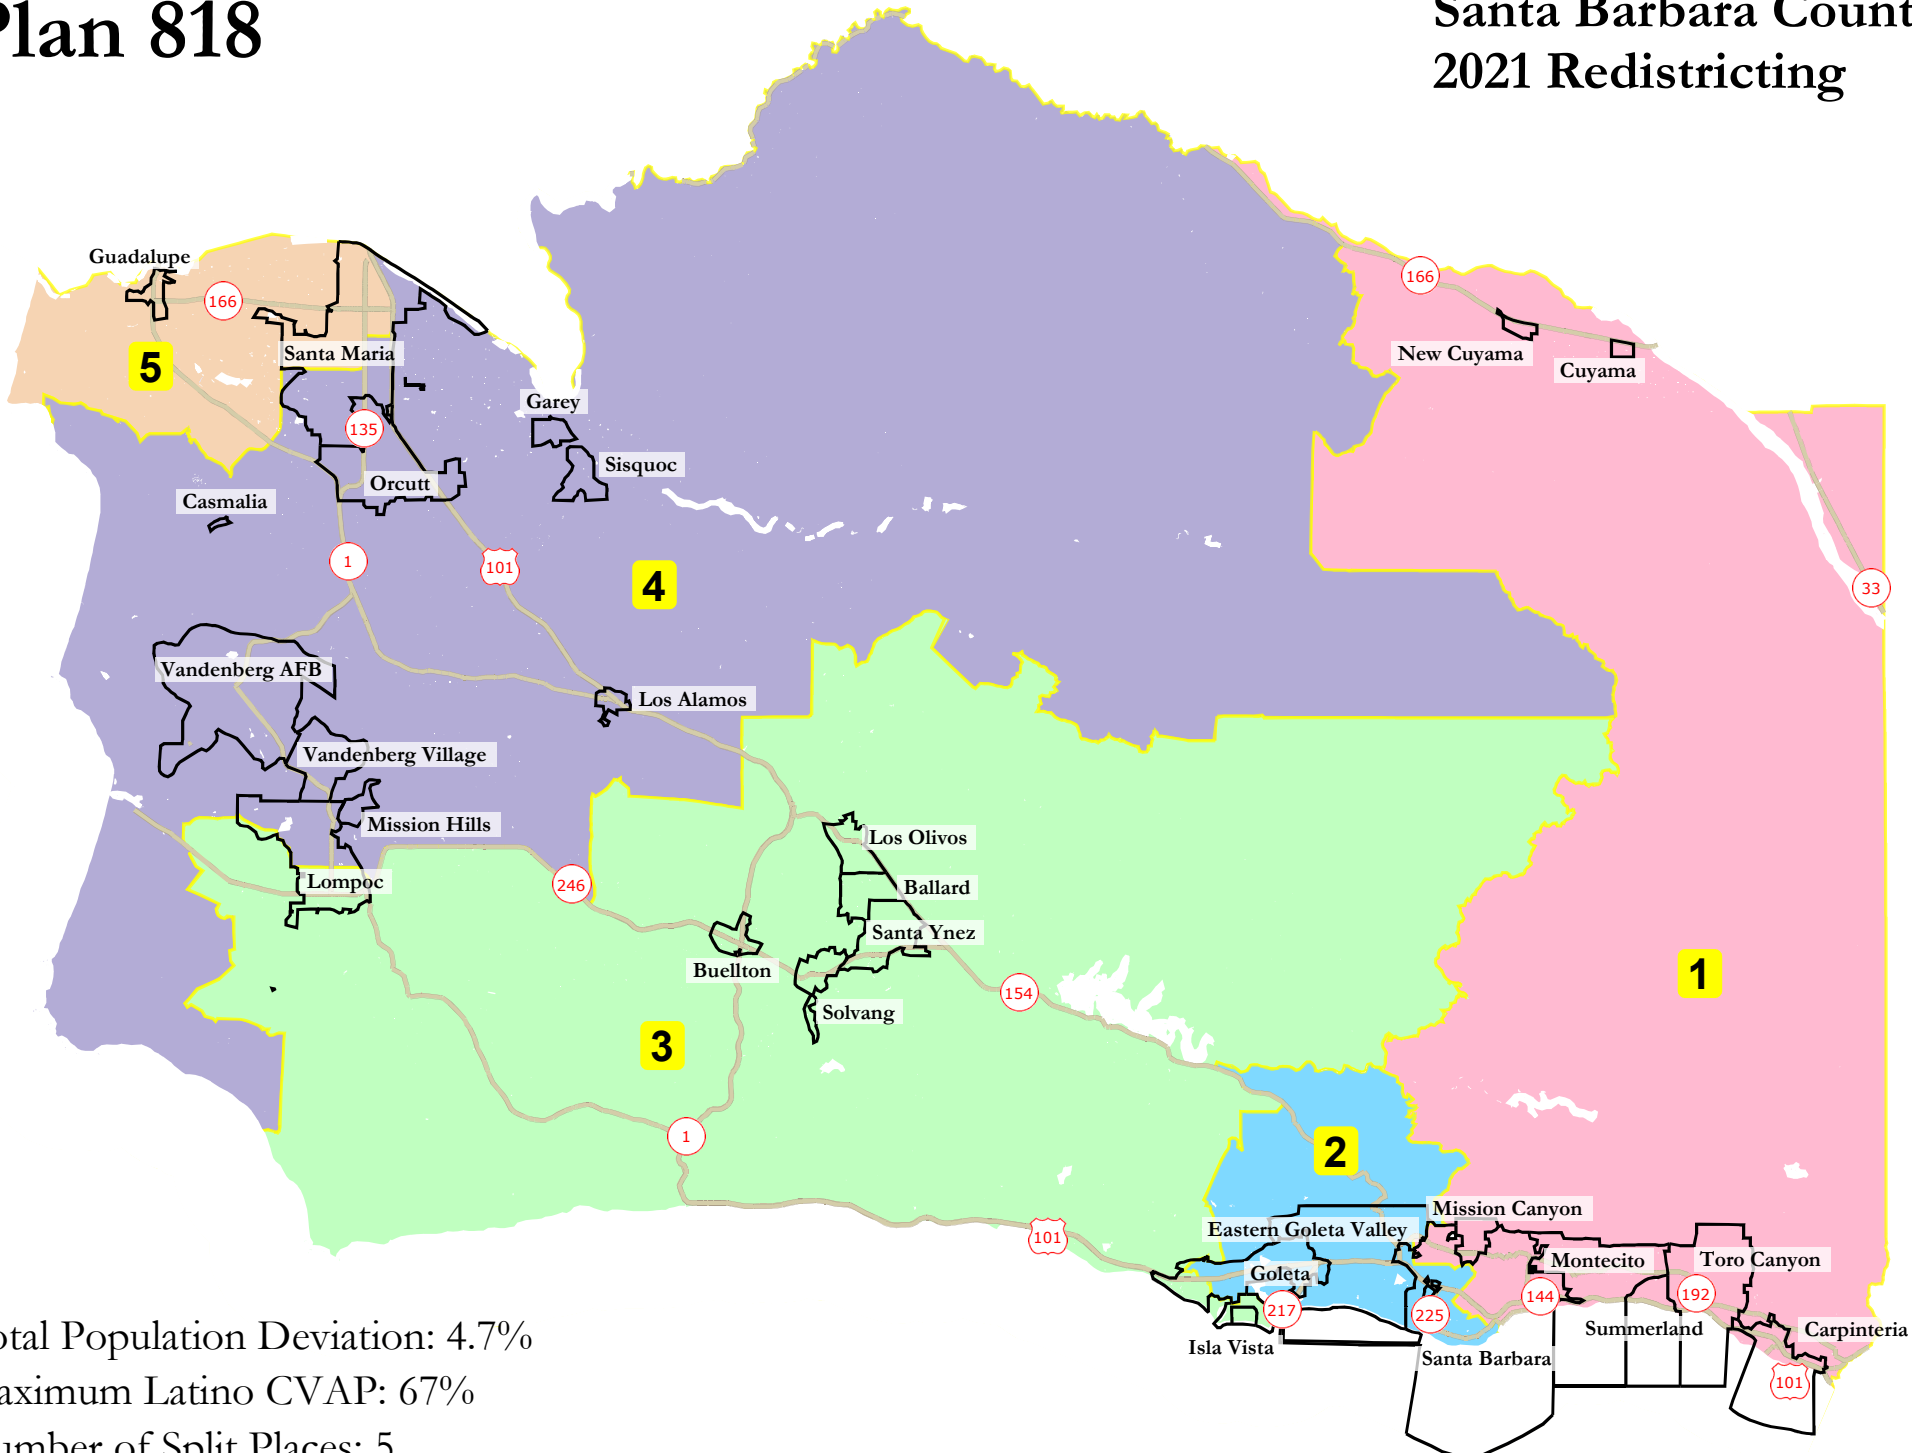 Plan 818
Santa Barbara Count
2021 Redistricting
Guadalupe
166
5
Santa Maria
135
Orcutt
Casmalia
Garey
Sisquoc
166
New Cuyama
Cuyama
33
1
101
4
Vandenberg AFB
Los Alamos
Vandenberg Village
Mission Hills
Lompoc
246
Los Olivos
Ballard
Santa Ynez
Buellton
Solvang
154
3
1
1
2
101
Mission Canyon
Eastern Goleta Valley
Goleta
Montecito
Toro Canyon
217
225
144
192
Isla Vista
Santa Barbara
Summerland
Carpinteria
101
otal Population Deviation: 4.7%
aximum Latino CVAP: 67%
umber of Split Places: 5